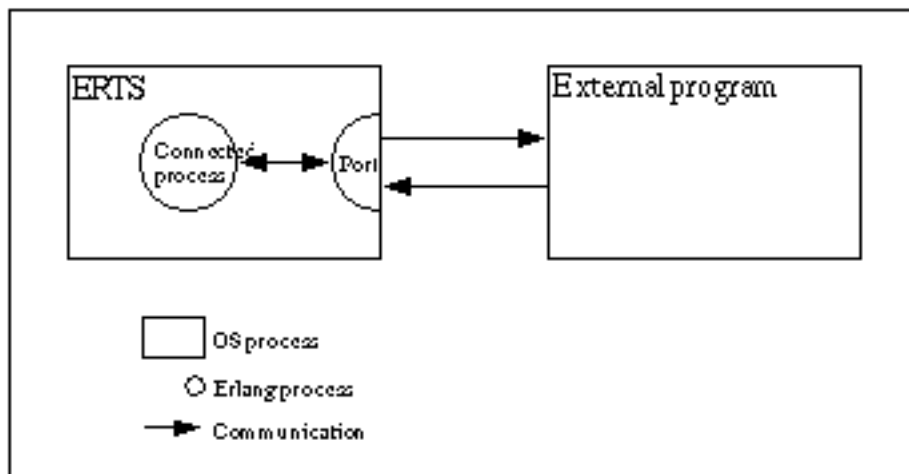 ERTS
External program
Connected
process
Port
OS process
Erlang process
Communication